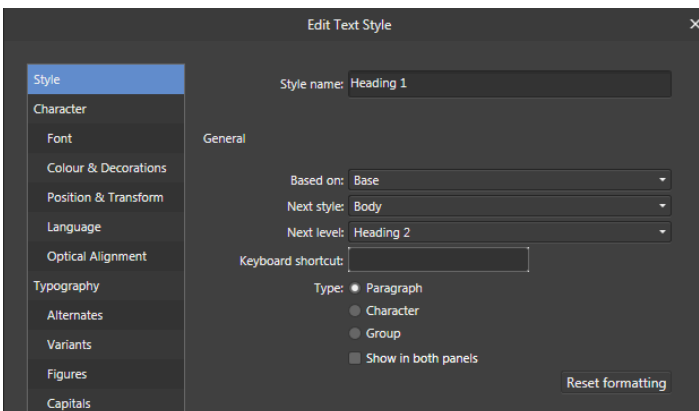 Edit Text Style
Style
Character
Font
Colour & Decorations
Position & Transform
Language
Optical Alignment
Typography
Alternates
Variants
Figures
Capitals
Style name: Heading 1
General
Based on: Base
Next style: Body
Next level: Heading 2
Keyboard shortcut:
Type: Paragraph
Character
Group
Show in both panels
Reset formatting